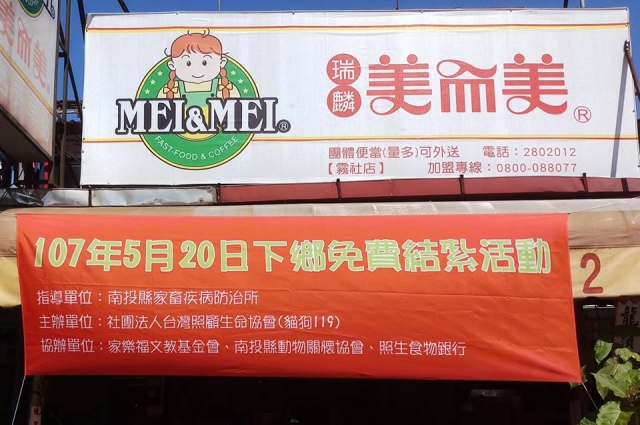 MEI&MEI®
FAST-FOOD & COFFEE
瑞麟
美而美®
團體便當(量多)可外送 電話:2802012
【霧社店】 加盟專線:0800-088077
107年5月20日下鄉免費結紮活動
指導單位:南投縣家畜疾病防治所
主辦單位:社團法人台灣照顧生命協會(貓狗119)
協辦單位:家樂福文教基金會、南投縣動物關懷協會、照生食物銀行
2